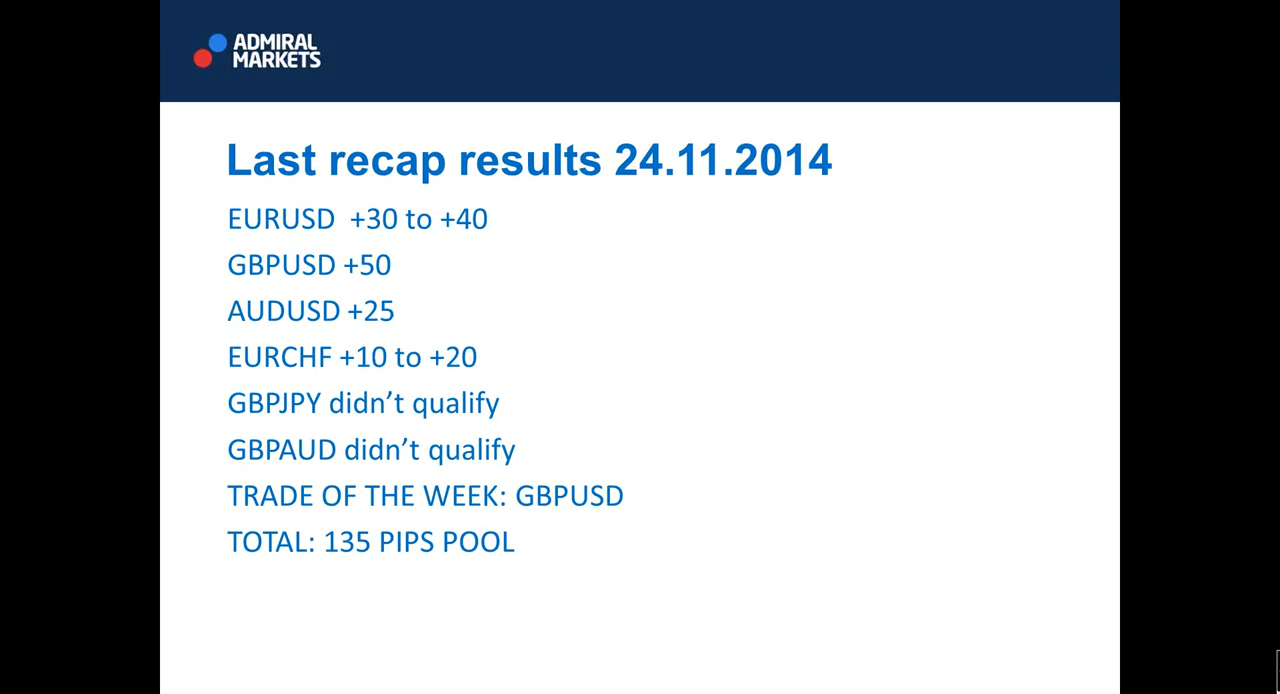 ADMIRAL
MARKETS
Last recap results 24.11.2014
EURUSD  +30 to +40
GBPUSD +50
AUDUSD +25
EURCHF +10 to +20
GBPJPY didn’t qualify
GBPAUD didn’t qualify
TRADE OF THE WEEK: GBPUSD
TOTAL: 135 PIPS POOL